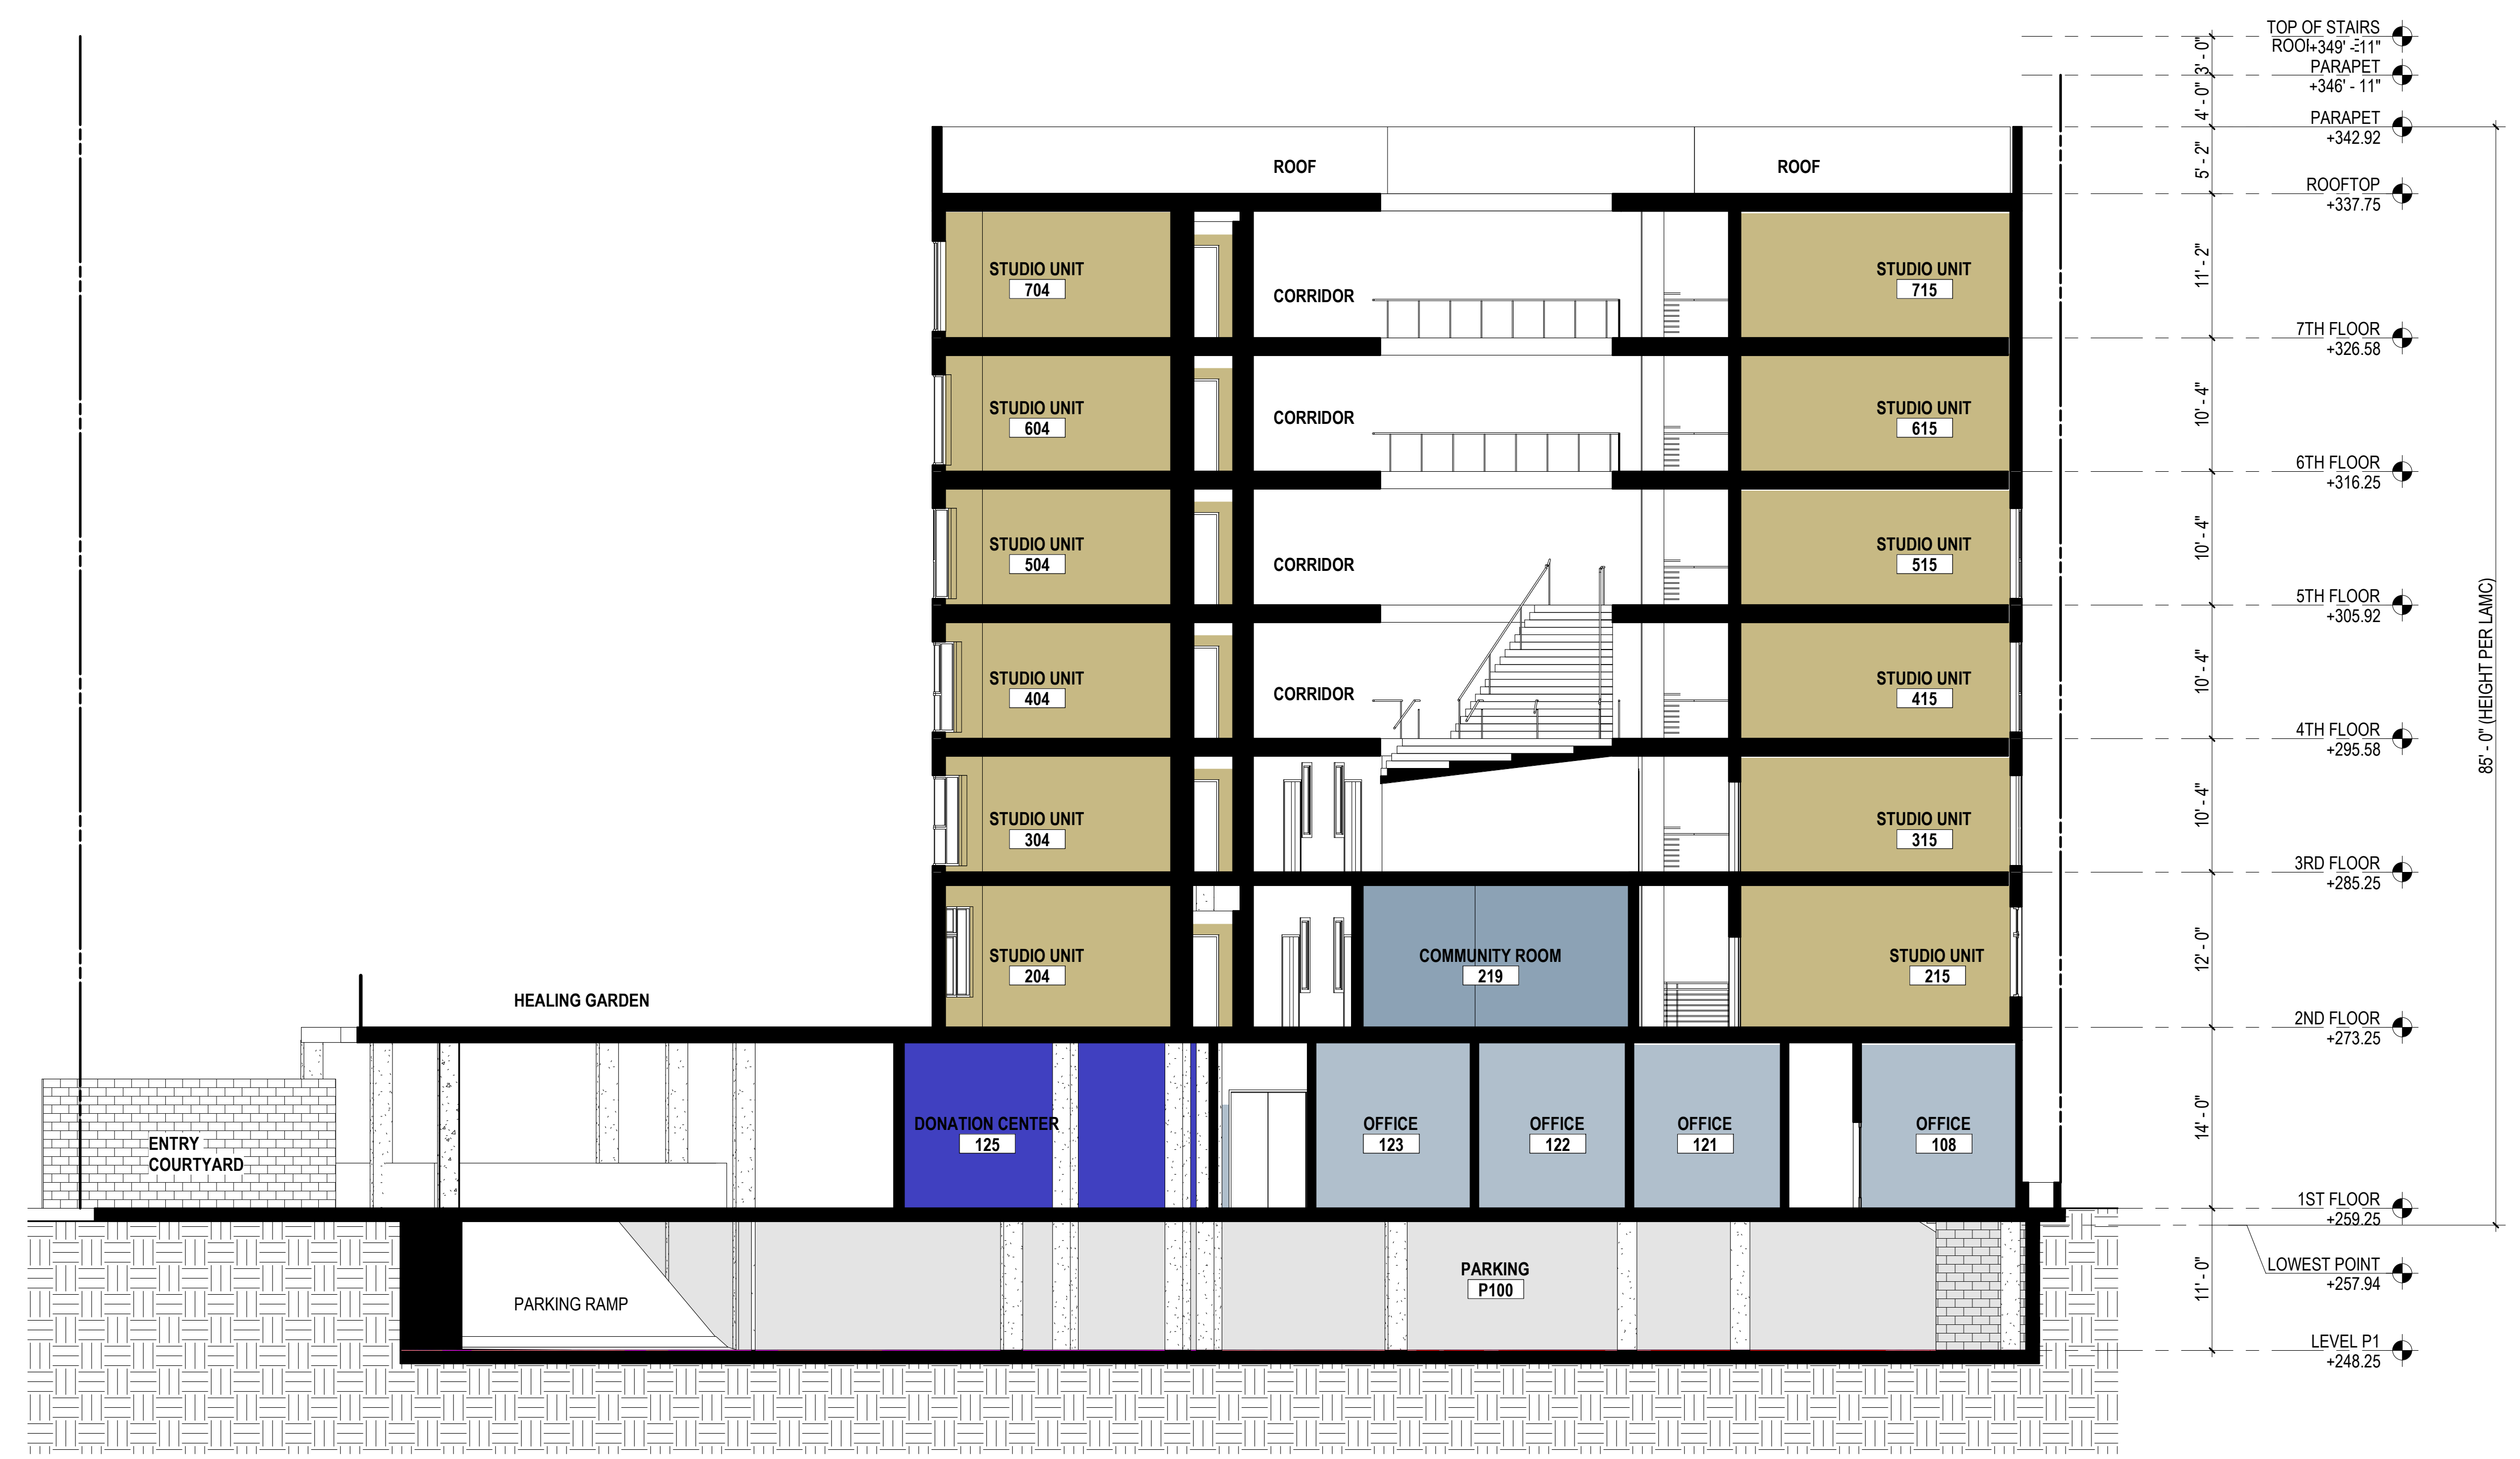 TOP OF STAIRS
+349' - 11"
PARAPET
+346' - 11"
PARAPET
+342.92
ROOFTOP
+337.75
7TH FLOOR
+326.58
6TH FLOOR
+316.25
5TH FLOOR
+305.92
4TH FLOOR
+295.58
3RD FLOOR
+285.25
2ND FLOOR
+273.25
1ST FLOOR
+259.25
LOWEST POINT
+257.94
LEVEL P1
+248.25
3' - 0"
4' - 0"
5' - 2"
11' - 2"
10' - 4"
10' - 4"
10' - 4"
10' - 4"
12' - 0"
14' - 0"
11' - 0"
85' - 0" (HEIGHT PER LAMC)
ROOF
ROOF
STUDIO UNIT
704
CORRIDOR
STUDIO UNIT
715
STUDIO UNIT
604
CORRIDOR
STUDIO UNIT
615
STUDIO UNIT
504
CORRIDOR
STUDIO UNIT
515
STUDIO UNIT
404
CORRIDOR
STUDIO UNIT
415
STUDIO UNIT
304
STUDIO UNIT
315
HEALING GARDEN
STUDIO UNIT
204
COMMUNITY ROOM
219
STUDIO UNIT
215
ENTRY
COURTYARD
DONATION CENTER
125
OFFICE
123
OFFICE
122
OFFICE
121
OFFICE
108
PARKING RAMP
PARKING
P100